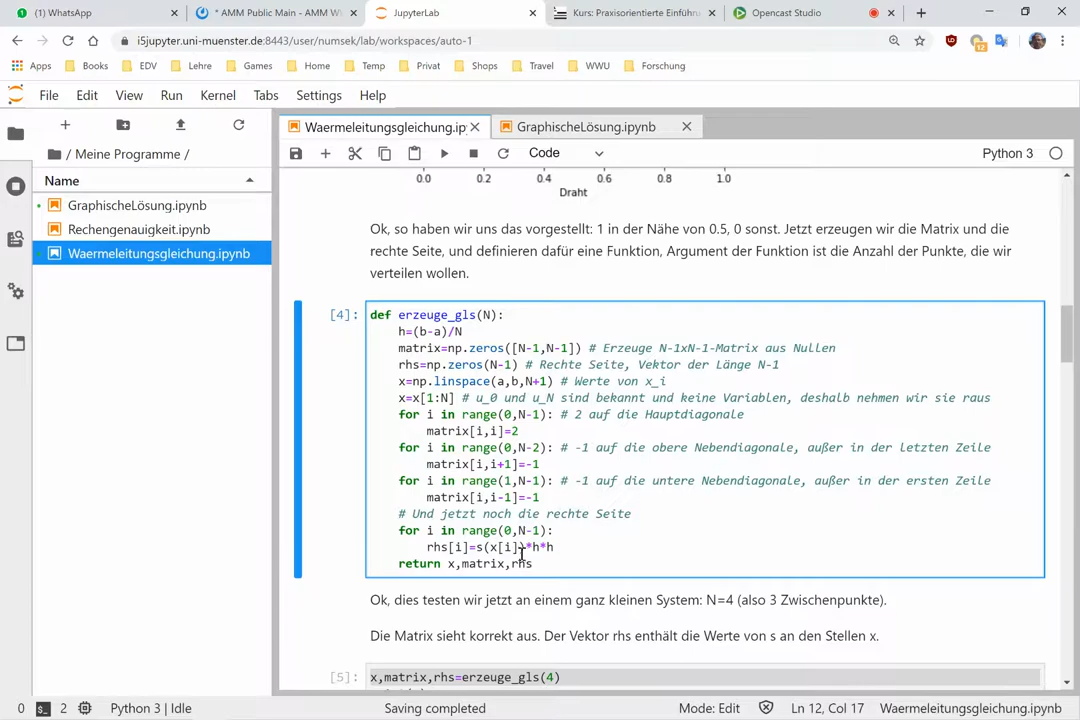 (1) WhatsApp
* AMM Public Main - AMM W
JupyterLab
Kurs: Praxisorientierte Einführu
Opencast Studio
i5jupyter.uni-muenster.de:8443/user/numsek/lab/workspaces/auto-1
12
Apps Books EDV Lehre Games Home Temp Privat Shops Travel WWU Forschung
File Edit View Run Kernel Tabs Settings Help
Waermeleitungsgleichung.ip
GraphischeLösung.ipynb
/ Meine Programme /
Code
Python 3
Name
GraphischeLösung.ipynb
Rechengenauigkeit.ipynb
Waermeleitungsgleichung.ipynb
0.0 0.2 0.4 0.6 0.8 1.0
Draht
Ok, so haben wir uns das vorgestellt: 1 in der Nähe von 0.5, 0 sonst. Jetzt erzeugen wir die Matrix und die
rechte Seite, und definieren dafür eine Funktion, Argument der Funktion ist die Anzahl der Punkte, die wir
verteilen wollen.
[4]: def erzeuge_gls(N):
h=(b-a)/N
matrix=np.zeros([N-1,N-1]) # Erzeuge N-1xN-1-Matrix aus Nullen
rhs=np.zeros(N-1) # Rechte Seite, Vektor der Länge N-1
x=np.linspace(a,b,N+1) # Werte von x_i
x=x[1:N] # u_0 und u_N sind bekannt und keine Variablen, deshalb nehmen wir sie raus
for i in range(0,N-1): # 2 auf die Hauptdiagonale
matrix[i,i]=2
for i in range(0,N-2): # -1 auf die obere Nebendiagonale, außer in der letzten Zeile
matrix[i,i+1]=-1
for i in range(1,N-1): # -1 auf die untere Nebendiagonale, außer in der ersten Zeile
matrix[i,i-1]=-1
# Und jetzt noch die rechte Seite
for i in range(0,N-1):
rhs[i]=s(x[i])*h*h
return x,matrix,rhs
Ok, dies testen wir jetzt an einem ganz kleinen System: N=4 (also 3 Zwischenpunkte).
Die Matrix sieht korrekt aus. Der Vektor rhs enthält die Werte von s an den Stellen x.
[5]: x,matrix,rhs=erzeuge_gls(4)
0 2 Python 3 | Idle Saving completed Mode: Edit Ln 12, Col 17 Waermeleitungsgleichung.ipynb